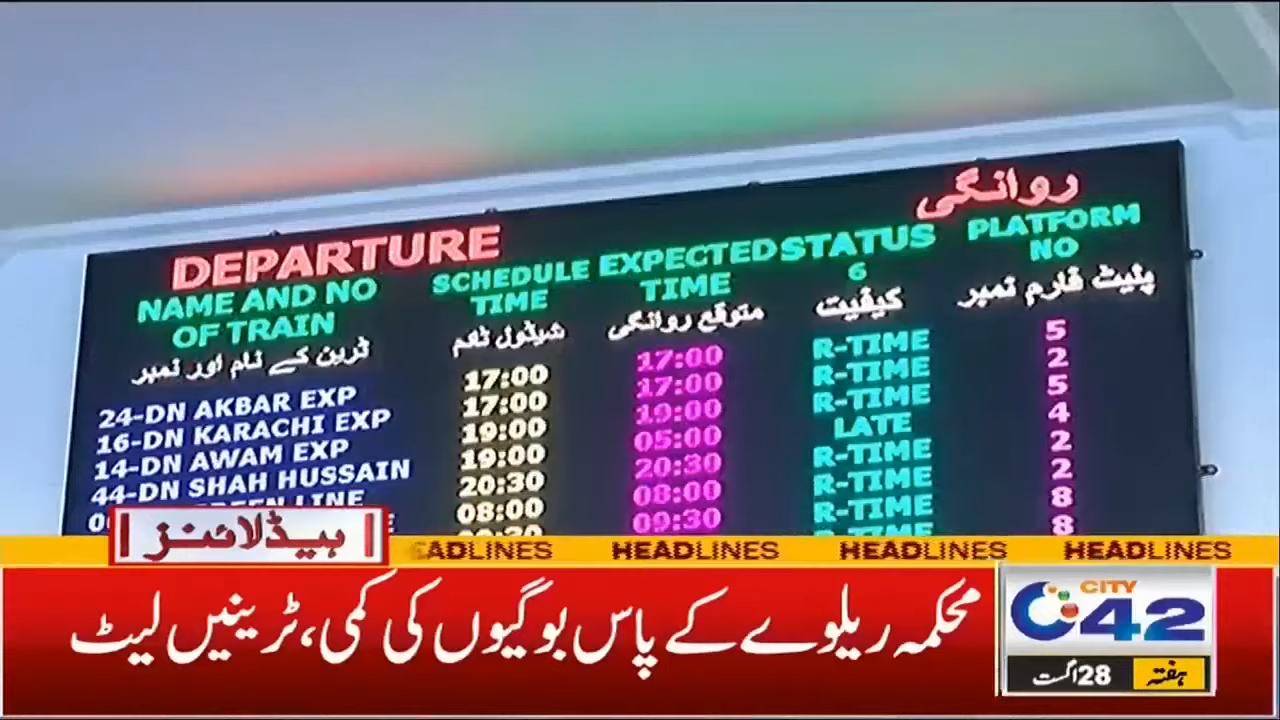 روانگی
DEPARTURE
NAME AND NO OF TRAIN
SCHEDULE TIME
EXPECTED TIME
STATUS 6
PLATFORM NO
ٹرین کے نام اور نمبر
شیڈول ٹائم
متوقع روانگی
کیفیت
پلیٹ فارم نمبر
24-DN AKBAR EXP 17:00 17:00 R-TIME 5
16-DN KARACHI EXP 17:00 17:00 R-TIME 2
14-DN AWAM EXP 19:00 19:00 R-TIME 5
44-DN SHAH HUSSAIN 19:00 05:00 LATE 4
LINE 20:30 20:30 R-TIME 2
08:00 08:00 R-TIME 2
09:30 R-TIME 8
8
ہیڈلائنز
HEADLINES HEADLINES HEADLINES
محکمہ ریلوے کے پاس بوگیوں کی کمی، ٹرینیں لیٹ
CITY 42
ہفتہ 28 اگست